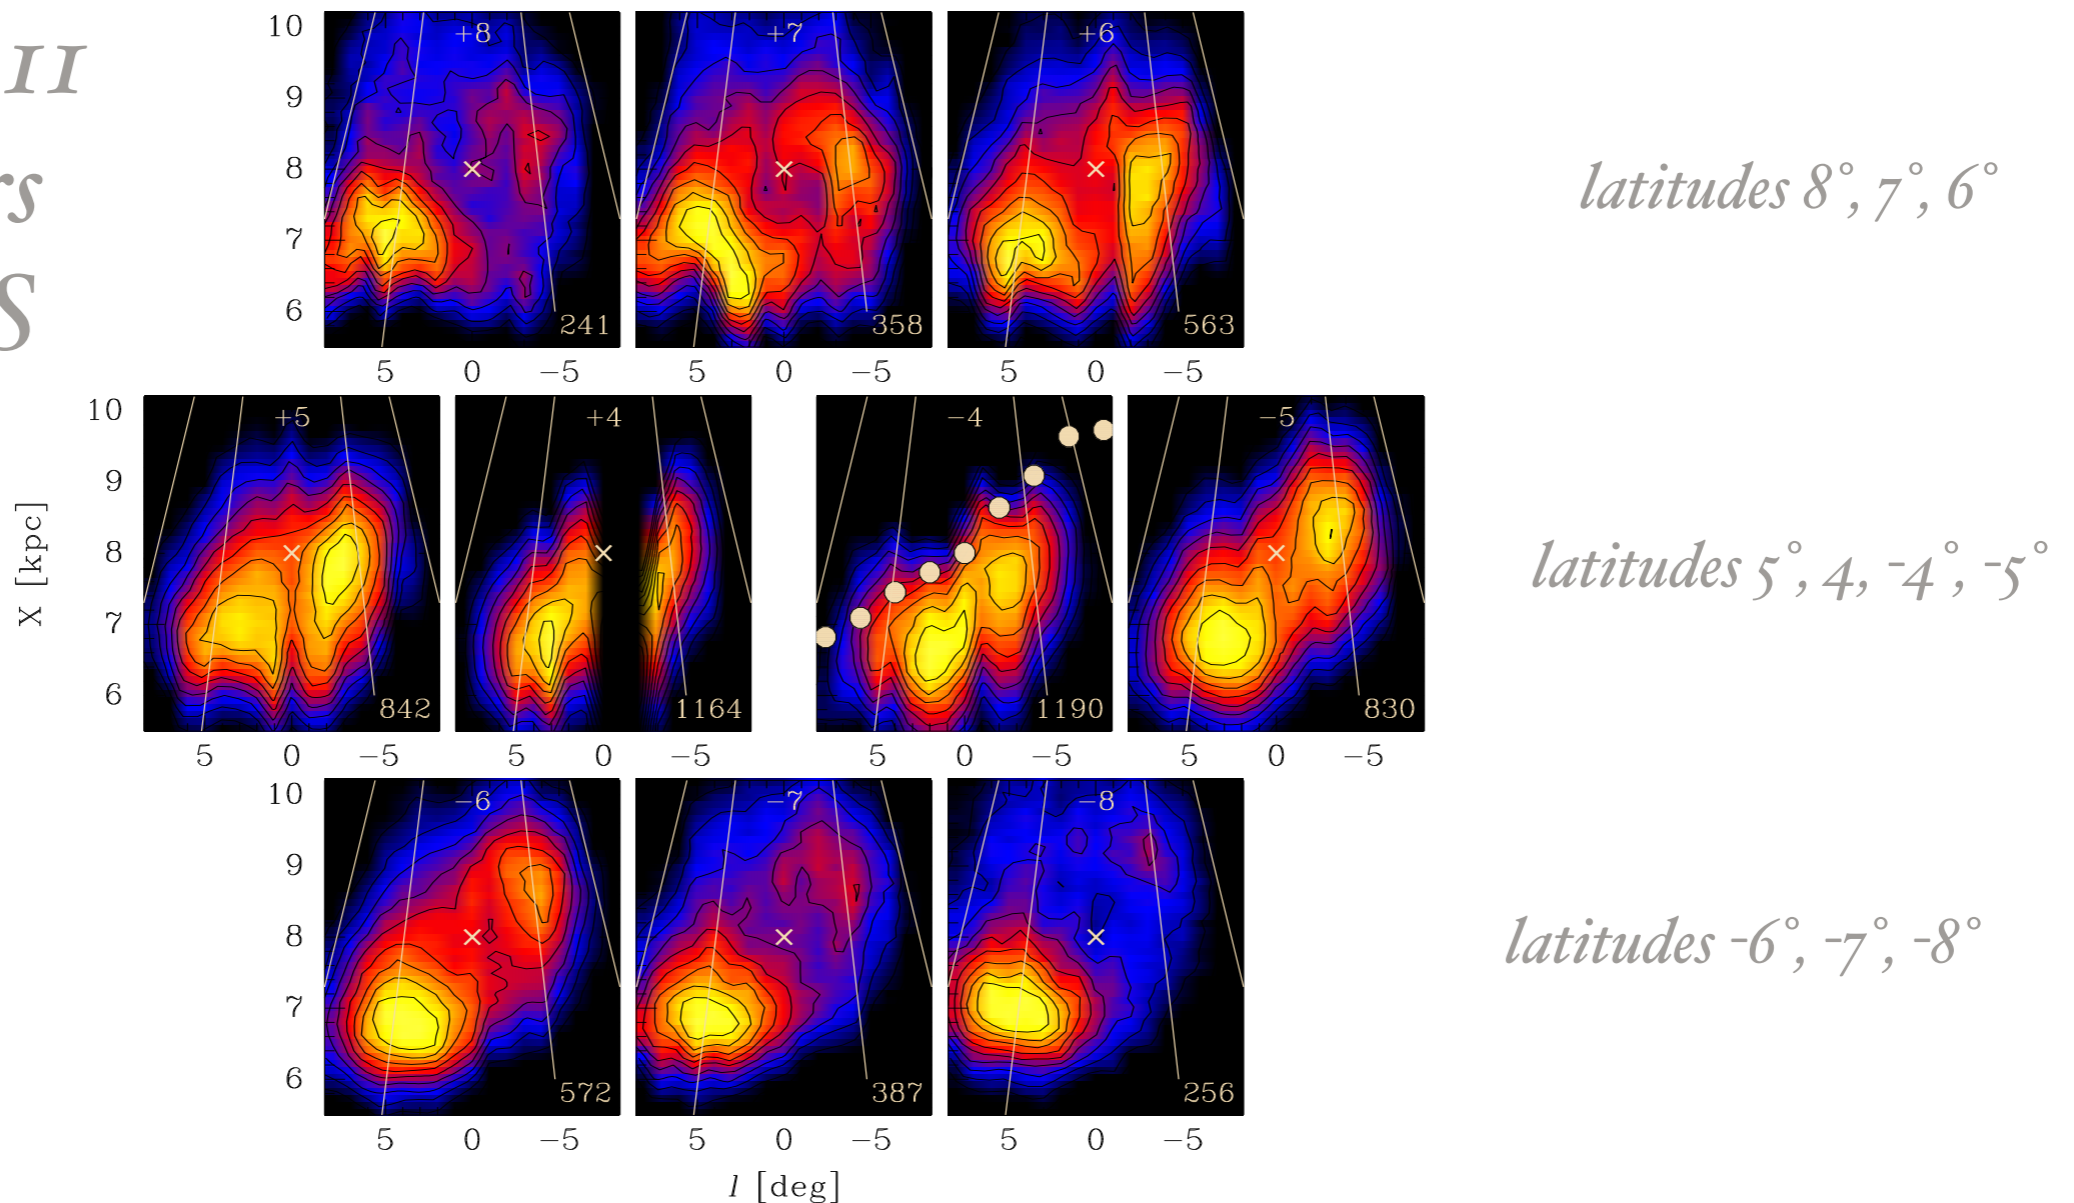 11
rs
S
10 9 8 7 6
+8 +7 +6
241 358 563
5 0 −5 5 0 −5 5 0 −5
latitudes 8°, 7°, 6°
X [kpc]
10 9 8 7 6
+5 +4 −4 −5
842 1164 1190 830
5 0 −5 5 0 −5 5 0 −5 5 0 −5
latitudes 5°, 4, -4°, -5°
10 9 8 7 6
−6 −7 −8
572 387 256
5 0 −5 5 0 −5 5 0 −5
l [deg]
latitudes -6°, -7°, -8°